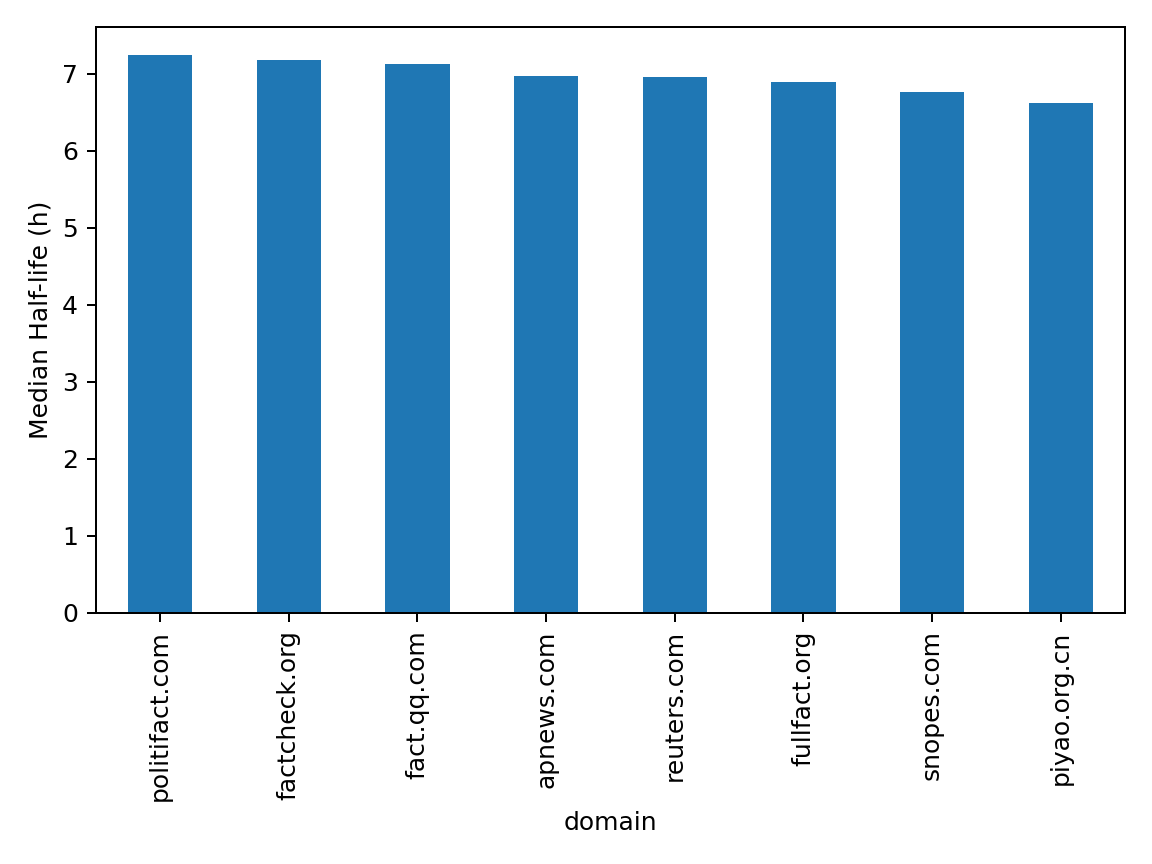 Median Half-life (h)
7
6
5
4
3
2
1
0
politifact.com
factcheck.org
fact.qq.com
apnews.com
reuters.com
fullfact.org
snopes.com
piyao.org.cn
domain